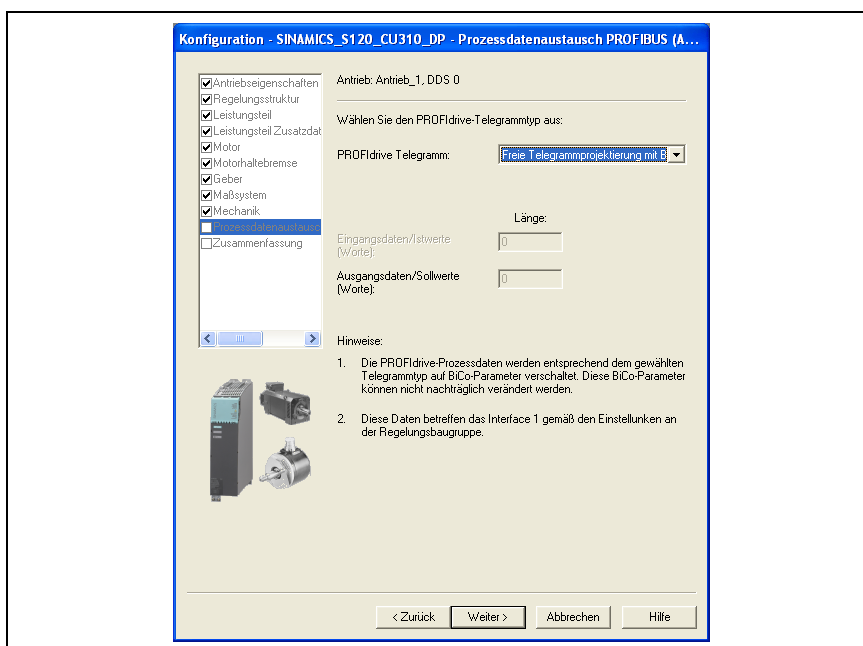 Konfiguration - SINAMICS_S120_CU310_DP - Prozessdatenaustausch PROFIBUS (A...
Antriebseigenschaften
Regelungsstruktur
Leistungsteil
Leistungsteil Zusatzdat
Motor
Motorhaltebremse
Geber
Maßsystem
Mechanik
Prozessdatenaustausc
Zusammenfassung
Antrieb: Antrieb_1, DDS 0
Wählen Sie den PROFIdrive-Telegrammtyp aus:
PROFIdrive Telegramm:
Freie Telegrammprojektierung mit B
Länge:
Eingangsdaten/Istwerte
(Worte):
0
Ausgangsdaten/Sollwerte
(Worte):
0
Hinweise:
1. Die PROFIdrive-Prozessdaten werden entsprechend dem gewählten
Telegrammtyp auf BiCo-Parameter verschaltet. Diese BiCo-Parameter
können nicht nachträglich verändert werden.
2. Diese Daten betreffen das Interface 1 gemäß den Einstellunken an
der Regelungsbaugruppe.
< Zurück
Weiter >
Abbrechen
Hilfe